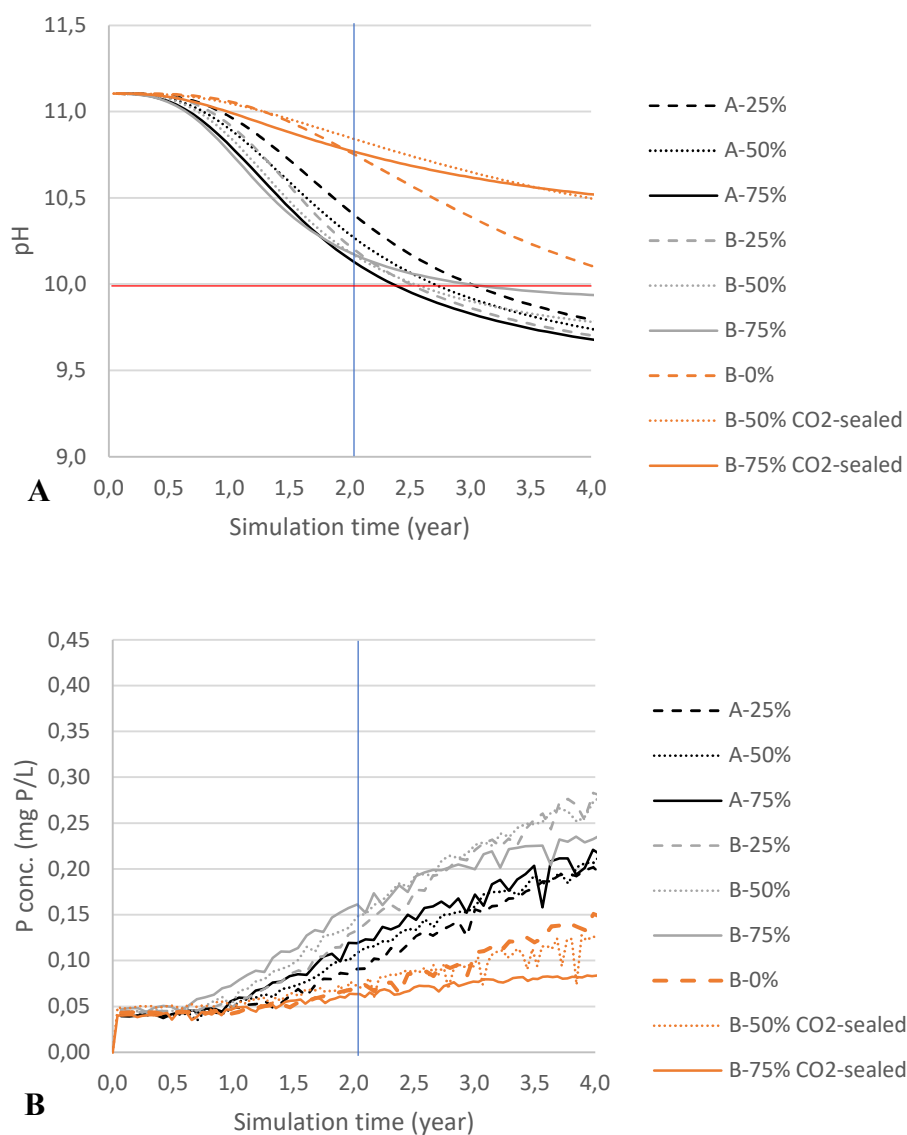 11,5
11,0
10,5
10,0
9,5
9,0
pH
0,0 0,5 1,0 1,5 2,0 2,5 3,0 3,5 4,0
Simulation time (year)
A
A-25%
A-50%
A-75%
B-25%
B-50%
B-75%
B-0%
B-50% CO2-sealed
B-75% CO2-sealed
0,45
0,40
0,35
0,30
0,25
0,20
0,15
0,10
0,05
0,00
P conc. (mg P/L)
0,0 0,5 1,0 1,5 2,0 2,5 3,0 3,5 4,0
Simulation time (year)
B
A-25%
A-50%
A-75%
B-25%
B-50%
B-75%
B-0%
B-50% CO2-sealed
B-75% CO2-sealed